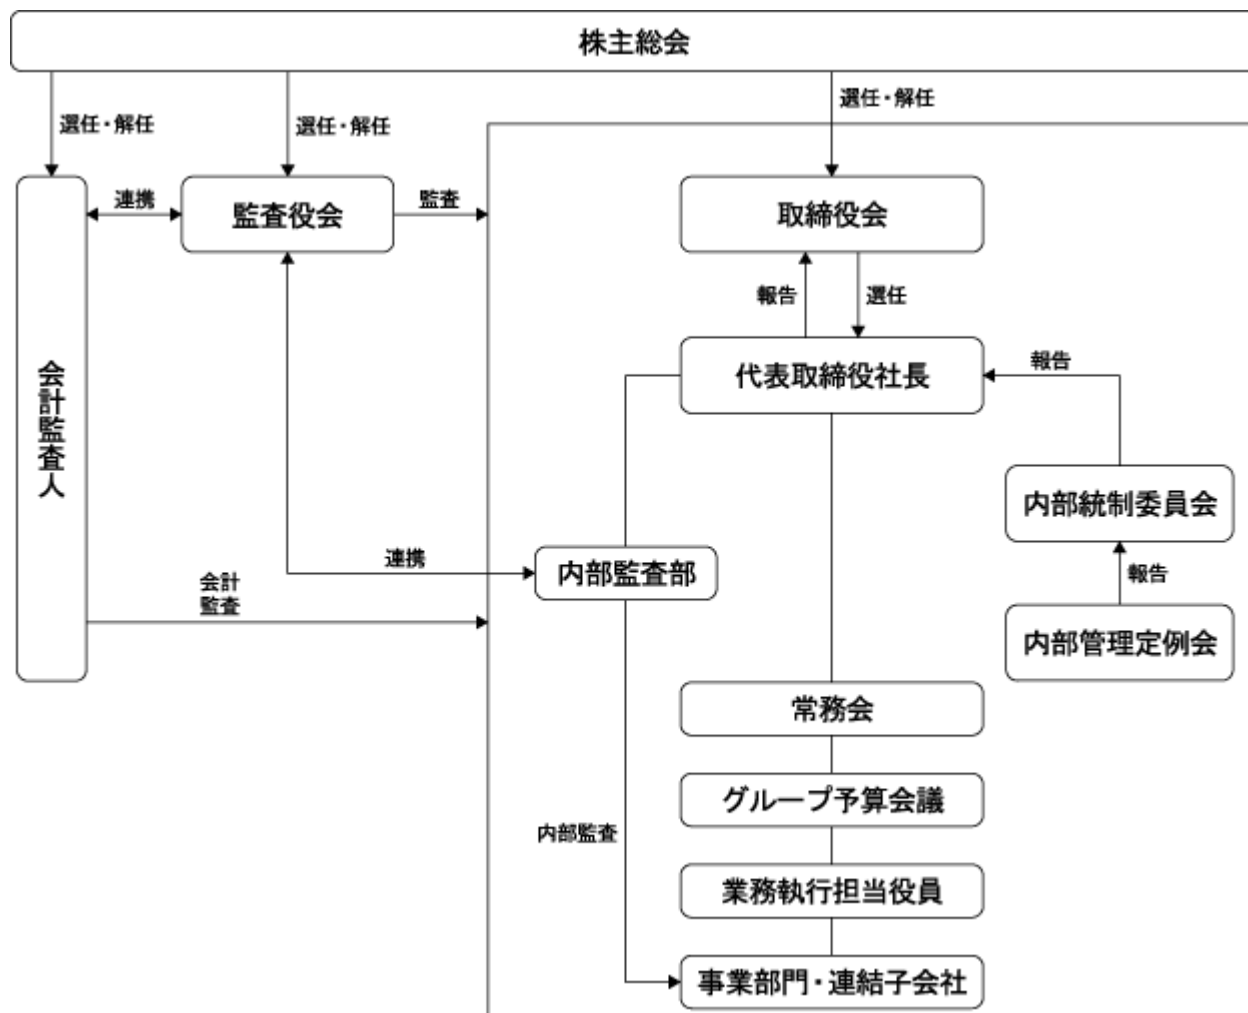 株主総会
選任・解任
選任・解任
選任・解任
連携
監査役会
監査
取締役会
報告
選任
会計監査人
代表取締役社長
報告
内部統制委員会
連携
内部監査部
報告
会計
監査
内部管理定例会
常務会
グループ予算会議
内部監査
業務執行担当役員
事業部門・連結子会社